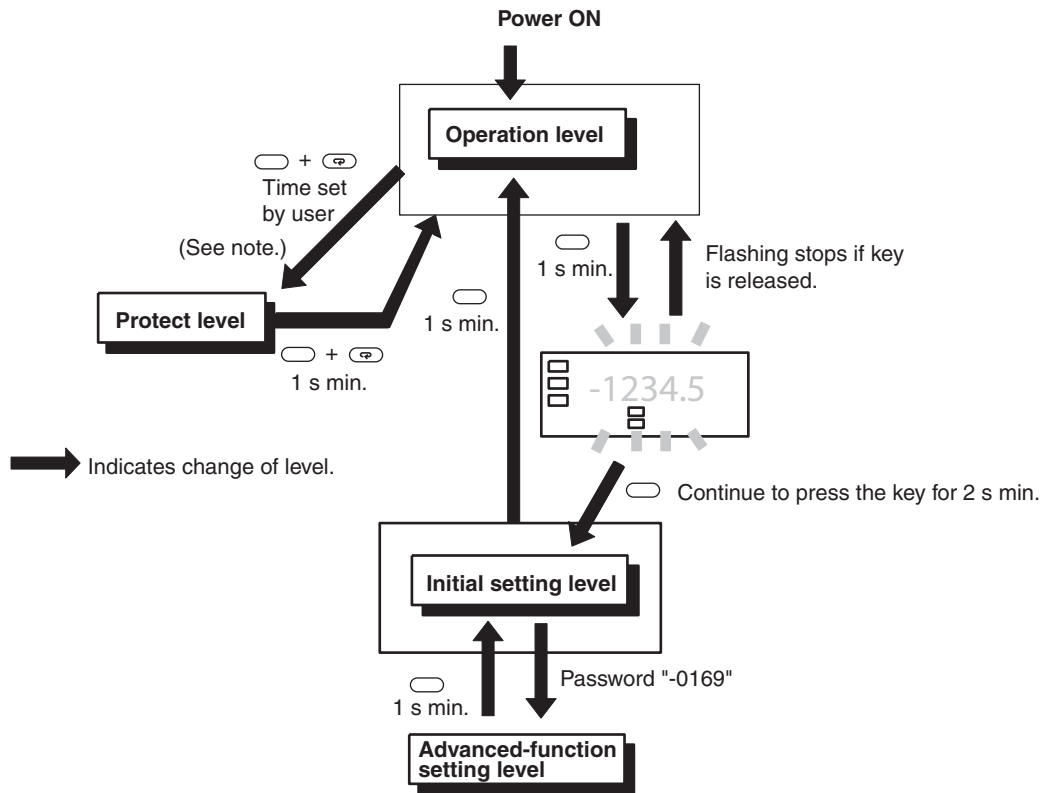 Power ON
Operation level
+
Time set
by user
(See note.)
1 s min.
Flashing stops if key
is released.
Protect level
1 s min.
+
1 s min.
-1234.5
Indicates change of level.
Continue to press the key for 2 s min.
Initial setting level
Password "-0169"
1 s min.
Advanced-function
setting level